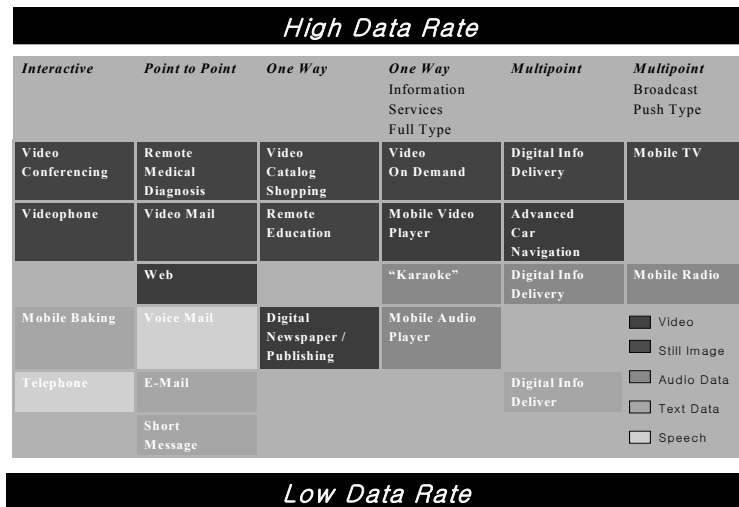 High Data Rate
Interactive
Point to Point
One Way
One Way
Information
Services
Full Type
Multipoint
Multipoint
Broadcast
Push Type
Video
Conferencing
Remote
Medical
Diagnosis
Video
Catalog
Shopping
Video
On Demand
Digital Info
Delivery
Mobile TV
Videophone
Video Mail
Remote
Education
Mobile Video
Player
Advanced
Car
Navigation
Web
“Karaoke”
Digital Info
Delivery
Mobile Radio
Mobile Baking
Voice Mail
Digital
Newspaper /
Publishing
Mobile Audio
Player
Telephone
E-Mail
Digital Info
Deliver
Short
Message
Video
Still Image
Audio Data
Text Data
Speech
Low Data Rate